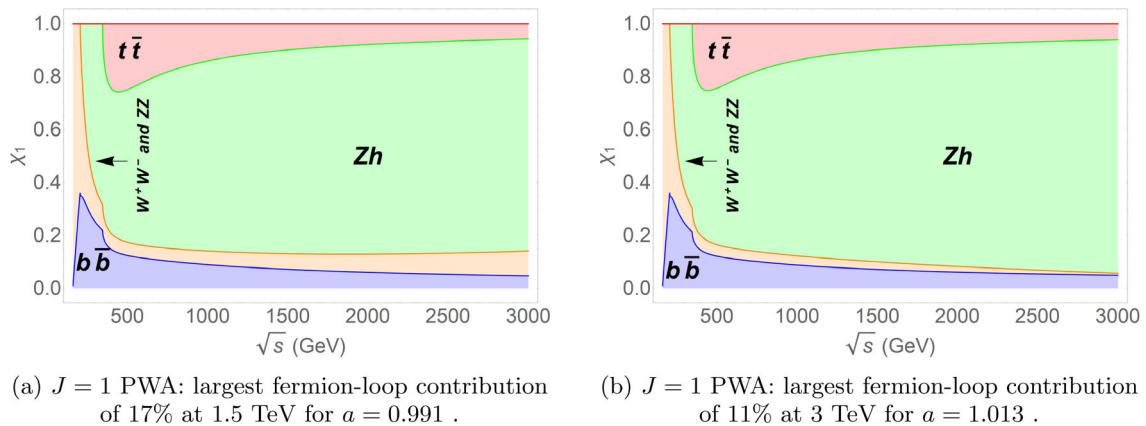 1.0
0.8
0.6
0.4
0.2
0.0
χ₁
t t̄
W⁺W⁻ and ZZ
Zh
b b̄
500 1000 1500 2000 2500 3000
√s (GeV)
1.0
0.8
0.6
0.4
0.2
0.0
χ₁
t t̄
W⁺W⁻ and ZZ
Zh
b b̄
500 1000 1500 2000 2500 3000
√s (GeV)
(a) J = 1 PWA: largest fermion-loop contribution
of 17% at 1.5 TeV for a = 0.991 .
(b) J = 1 PWA: largest fermion-loop contribution
of 11% at 3 TeV for a = 1.013 .